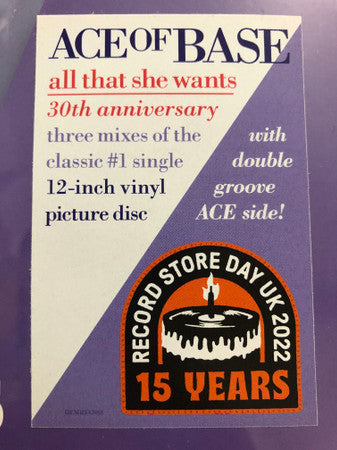 ACE OF BASE
all that she wants
30th anniversary
three mixes of the
classic #1 single
12-inch vinyl
picture disc
with
double
groove
ACE side!
RECORD STORE DAY UK 2022
15 YEARS